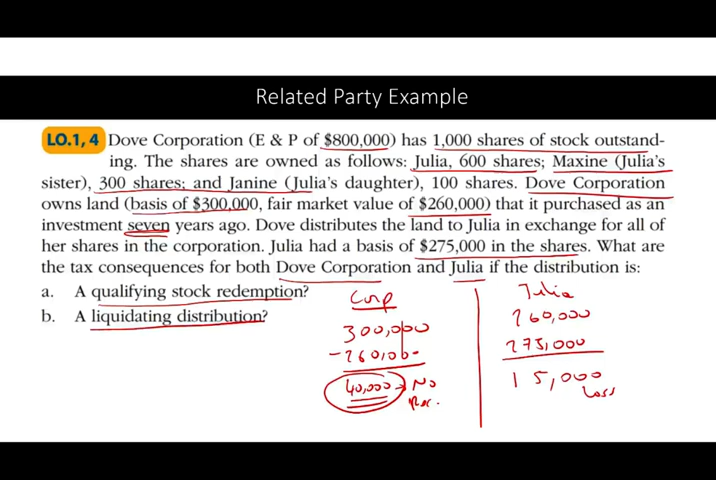 Related Party Example
LO.1, 4 Dove Corporation (E & P of $800,000) has 1,000 shares of stock outstand-
ing. The shares are owned as follows: Julia, 600 shares; Maxine (Julia's
sister), 300 shares; and Janine (Julia's daughter), 100 shares. Dove Corporation
owns land (basis of $300,000, fair market value of $260,000) that it purchased as an
investment seven years ago. Dove distributes the land to Julia in exchange for all of
her shares in the corporation. Julia had a basis of $275,000 in the shares. What are
the tax consequences for both Dove Corporation and Julia if the distribution is:
a. A qualifying stock redemption?
b. A liquidating distribution?
Corp
300,000
-260,000
40,000 → No
Rec.
Julia
260,000
275,000
15,000
Loss